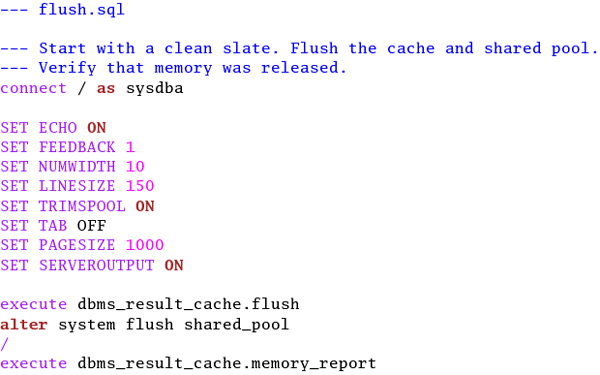 --- flush.sql
--- Start with a clean slate. Flush the cache and shared pool.
--- Verify that memory was released.
connect / as sysdba
SET ECHO ON
SET FEEDBACK 1
SET NUMWIDTH 10
SET LINESIZE 150
SET TRIMSPOOL ON
SET TAB OFF
SET PAGESIZE 1000
SET SERVEROUTPUT ON
execute dbms_result_cache.flush
alter system flush shared_pool
/
execute dbms_result_cache.memory_report